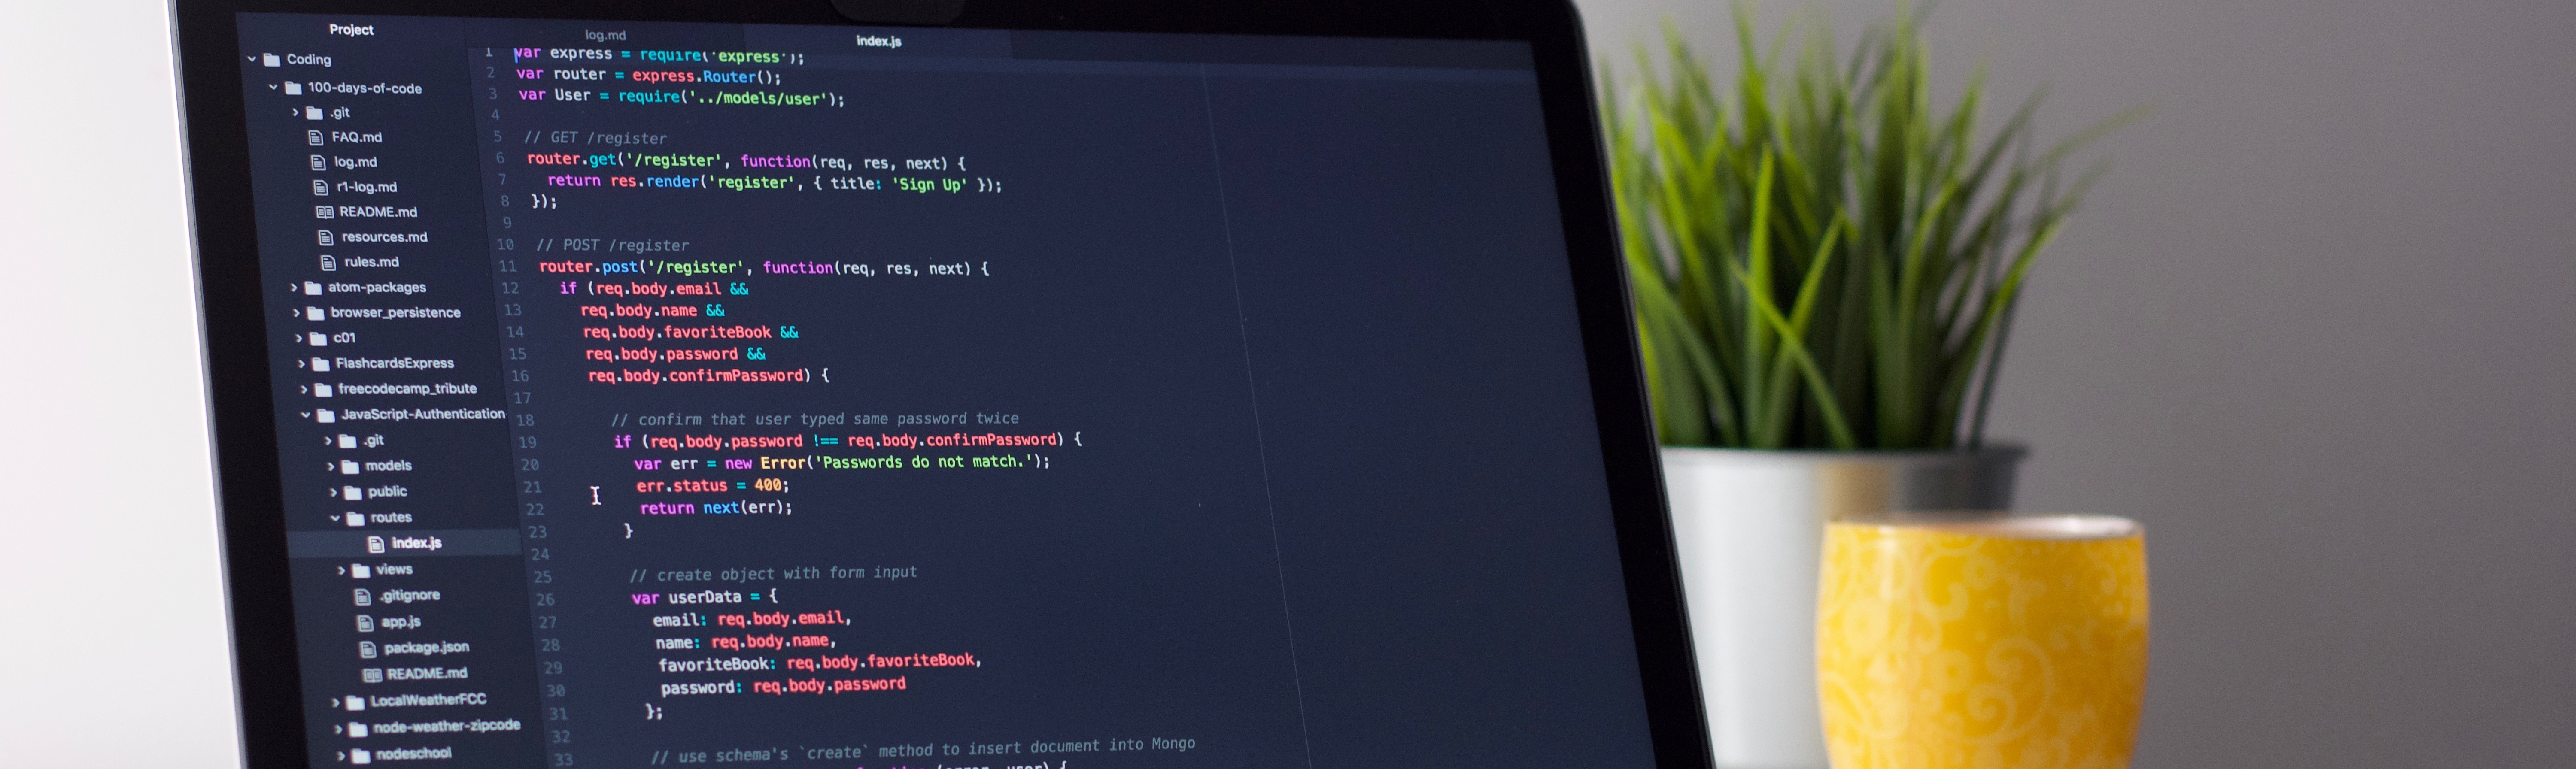 Project
Coding
100-days-of-code
.git
FAQ.md
log.md
r1-log.md
README.md
resources.md
rules.md
atom-packages
browser_persistence
c01
FlashcardsExpress
freecodecamp_tribute
JavaScript-Authentication
.git
models
public
routes
index.js
views
.gitignore
app.js
package.json
README.md
LocalWeatherFCC
node-weather-zipcode
nodeschool
log.md
index.js
1 var express = require('express');
2 var router = express.Router();
3 var User = require('../models/user');
4
5 // GET /register
6 router.get('/register', function(req, res, next) {
7 return res.render('register', { title: 'Sign Up' });
8 });
9
10 // POST /register
11 router.post('/register', function(req, res, next) {
12 if (req.body.email &&
13 req.body.name &&
14 req.body.favoriteBook &&
15 req.body.password &&
16 req.body.confirmPassword) {
17
18 // confirm that user typed same password twice
19 if (req.body.password !== req.body.confirmPassword) {
20 var err = new Error('Passwords do not match.');
21 err.status = 400;
22 return next(err);
23 }
24
25 // create object with form input
26 var userData = {
27 email: req.body.email,
28 name: req.body.name,
29 favoriteBook: req.body.favoriteBook,
30 password: req.body.password
31 };
32
33 // use schema's `create` method to insert document into Mongo